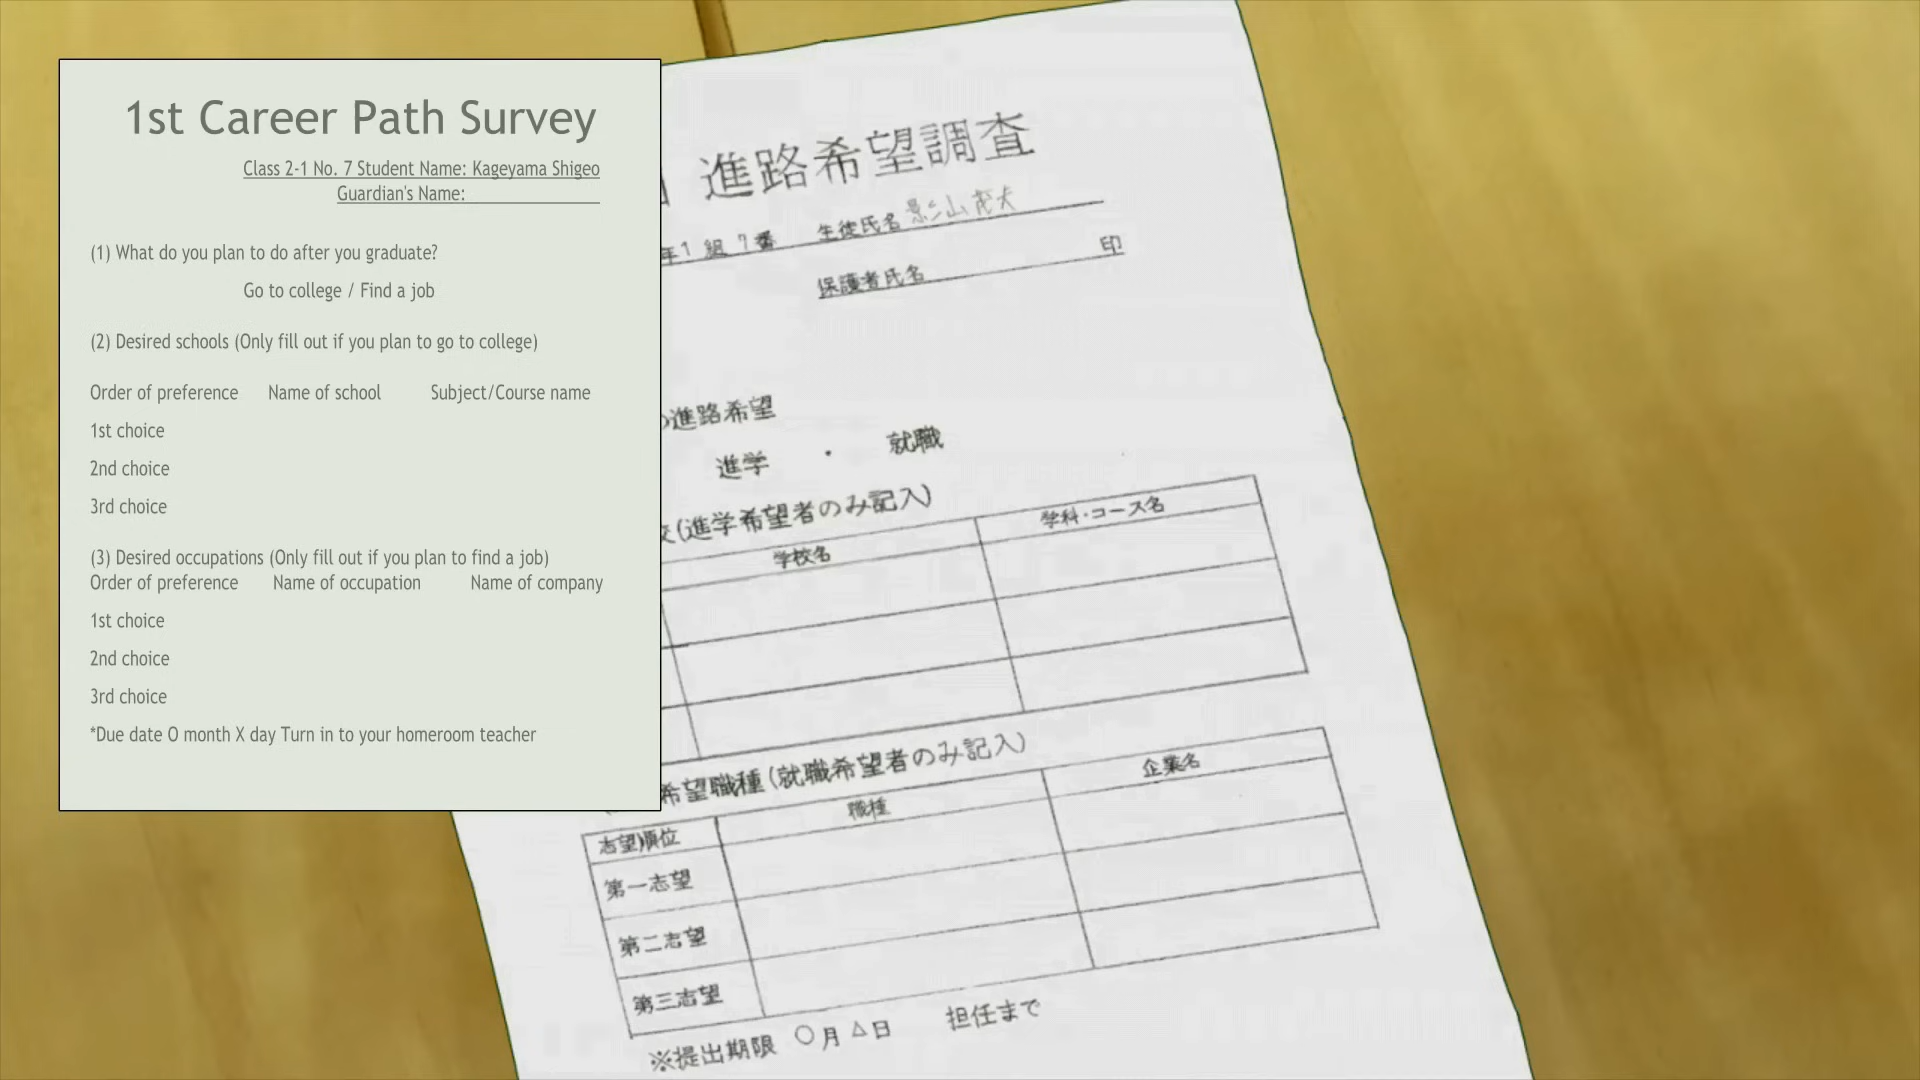 1st Career Path Survey
Class 2-1 No. 7 Student Name: Kageyama Shigeo
Guardian's Name:
(1) What do you plan to do after you graduate?
Go to college / Find a job
(2) Desired schools (Only fill out if you plan to go to college)
Order of preference Name of school Subject/Course name
1st choice
2nd choice
3rd choice
(3) Desired occupations (Only fill out if you plan to find a job)
Order of preference Name of occupation Name of company
1st choice
2nd choice
3rd choice
*Due date O month X day Turn in to your homeroom teacher
進路希望調査
年1組7番 生徒氏名 影山茂夫
保護者氏名 印
進路希望
進学 ・ 就職
(進学希望者のみ記入)
学校名 学科・コース名
希望職種(就職希望者のみ記入)
志望順位 職種 企業名
第一志望
第二志望
第三志望
※提出期限 ○月△日 担任まで